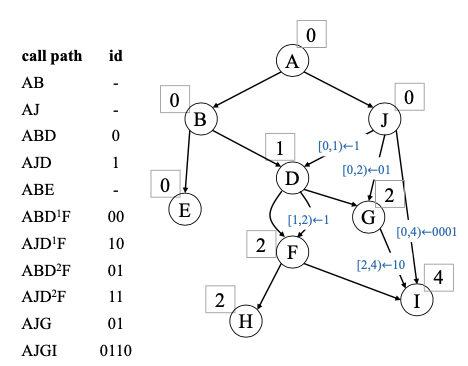 call path id
AB -
AJ -
ABD 0
AJD 1
ABE -
ABD¹F 00
AJD¹F 10
ABD²F 01
AJD²F 11
AJG 01
AJGI 0110
0
A
0
B
0
J
[0,1)←1
1
D
[0,2)←01
0
E
2
G
[1,2)←1
[0,4)←0001
2
F
[2,4)←10
4
I
2
H